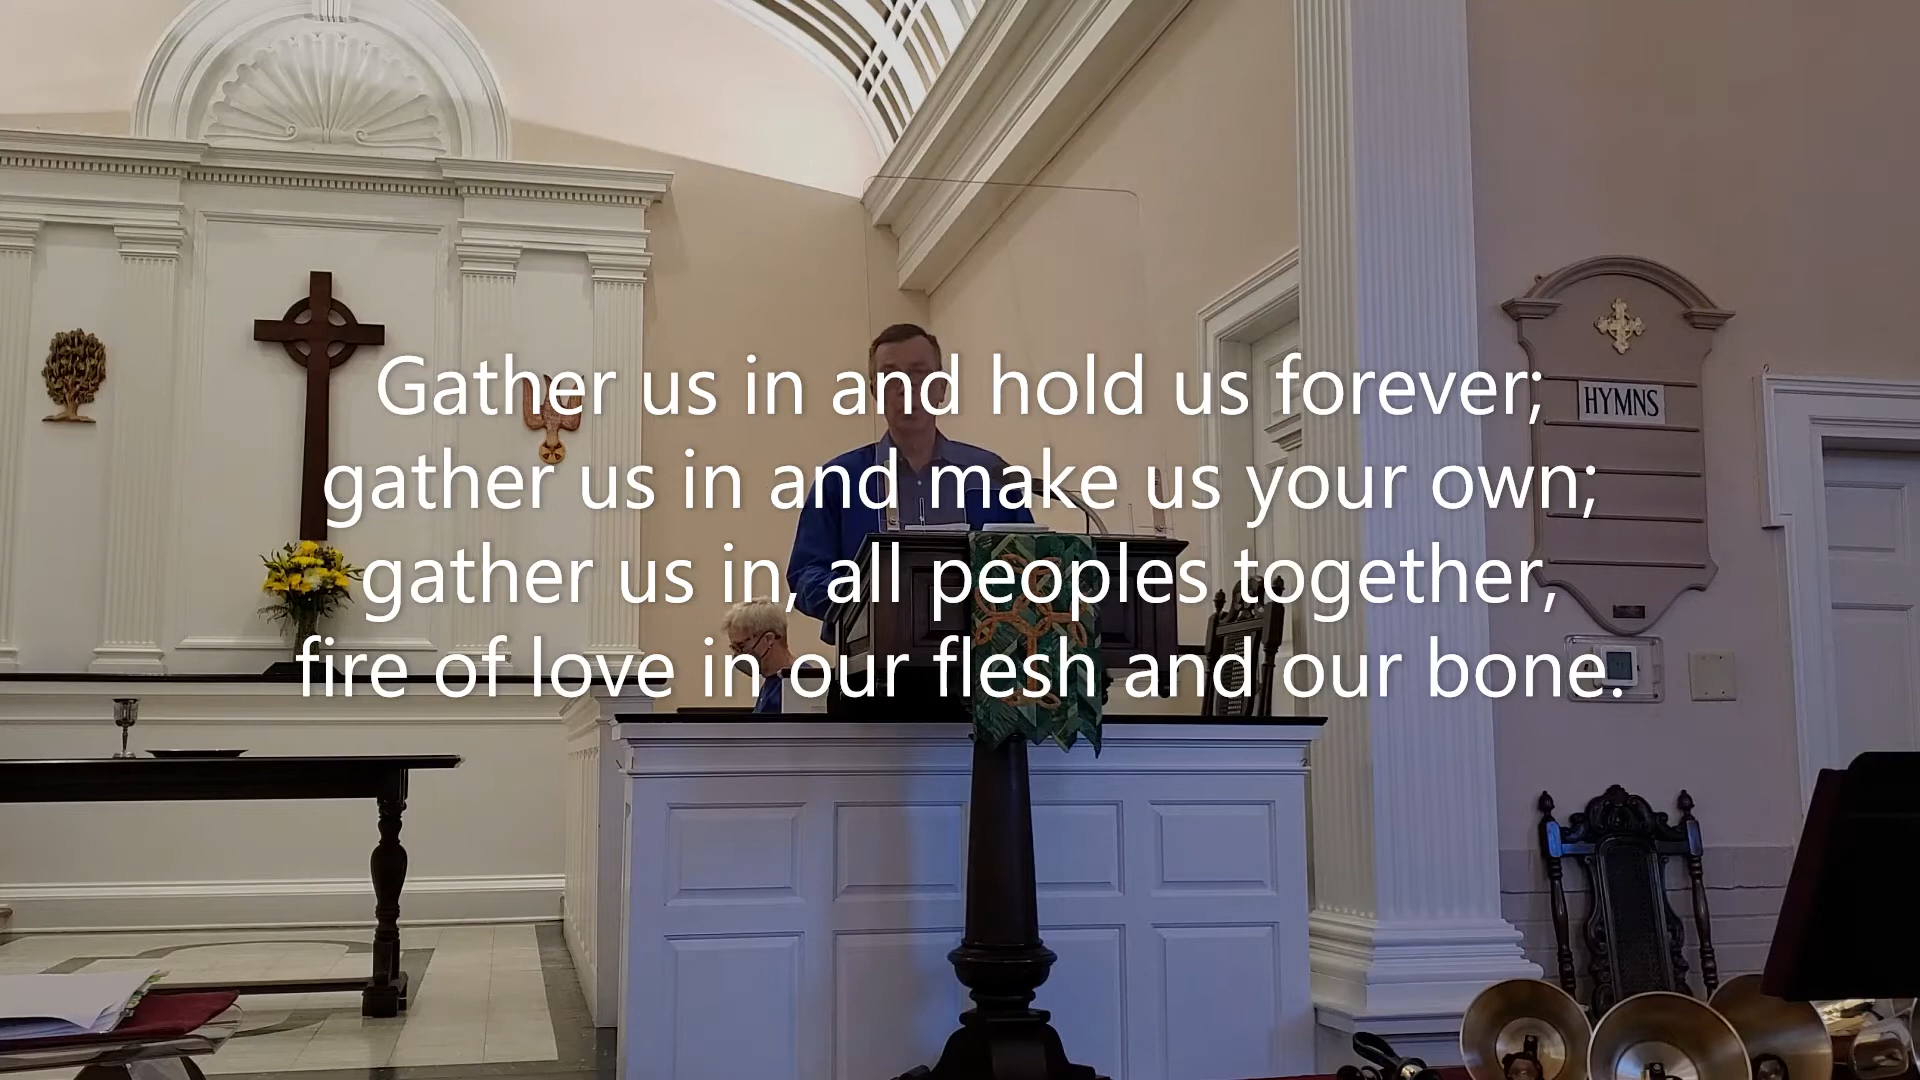 Gather us in and hold us forever;
gather us in and make us your own;
gather us in, all peoples together,
fire of love in our flesh and our bone.
HYMNS